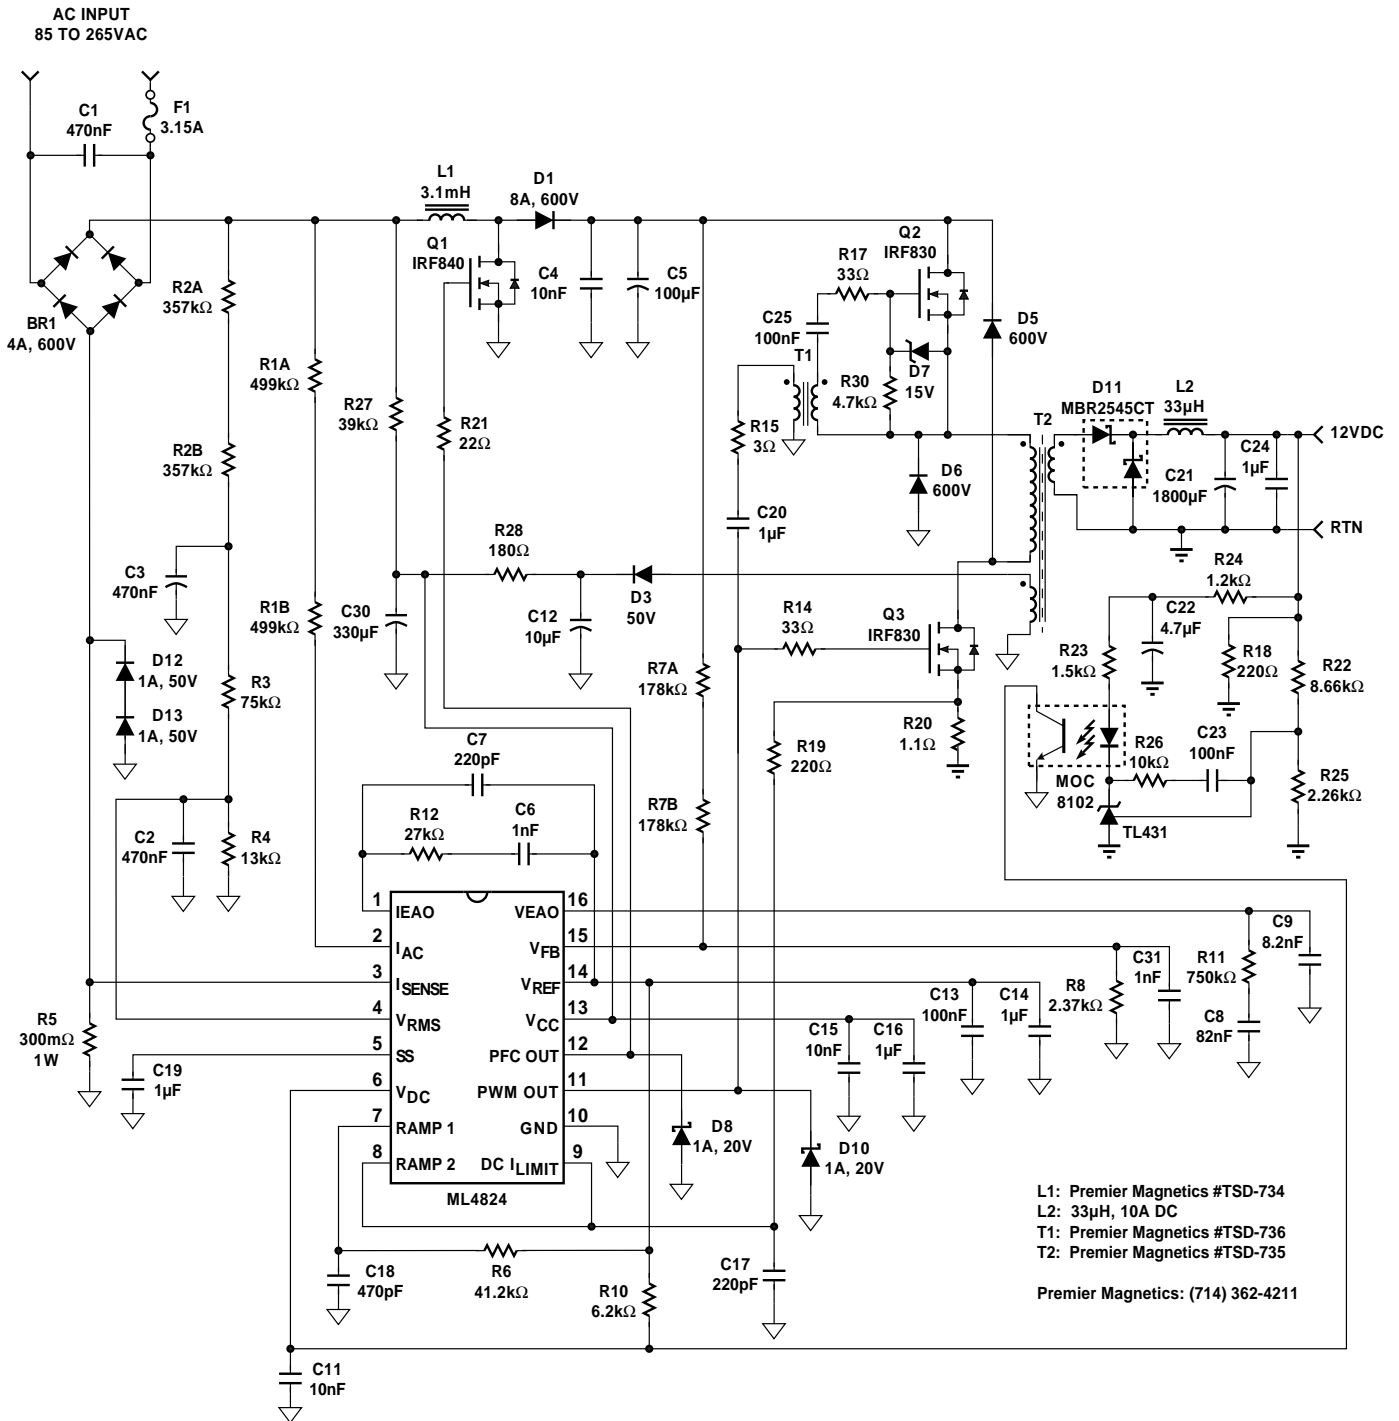 AC INPUT
85 TO 265VAC
C1
470nF
F1
3.15A
L1
3.1mH
D1
8A, 600V
Q1
IRF840
C4
10nF
C5
100µF
R17
33Ω
Q2
IRF830
C25
100nF
T1
D5
600V
BR1
4A, 600V
R2A
357kΩ
R1A
499kΩ
R27
39kΩ
R21
22Ω
R15
3Ω
R30
4.7kΩ
D7
15V
D11
MBR2545CT
L2
33µH
12VDC
T2
R2B
357kΩ
D6
600V
C21
1800µF
C24
1µF
C20
1µF
RTN
R28
180Ω
C3
470nF
R1B
499kΩ
C30
330µF
C12
10µF
D3
50V
R14
33Ω
Q3
IRF830
R24
1.2kΩ
C22
4.7µF
R23
1.5kΩ
R18
220Ω
R22
8.66kΩ
D12
1A, 50V
D13
1A, 50V
R3
75kΩ
R7A
178kΩ
R20
1.1Ω
R19
220Ω
C7
220pF
R26
10kΩ
C23
100nF
MOC
8102
R25
2.26kΩ
TL431
C2
470nF
R4
13kΩ
R12
27kΩ
C6
1nF
R7B
178kΩ
1
IEAO
VEAO
16
2
IAC
VFB
15
3
ISENSE
VREF
14
4
VRMS
VCC
13
5
SS
PFC OUT
12
6
VDC
PWM OUT
11
7
RAMP 1
GND
10
8
RAMP 2
DC ILIMIT
9
ML4824
C9
8.2nF
R11
750kΩ
C31
1nF
R8
2.37kΩ
C8
82nF
C13
100nF
C14
1µF
C15
10nF
C16
1µF
R5
300mΩ
1W
C19
1µF
D8
1A, 20V
D10
1A, 20V
C18
470pF
R6
41.2kΩ
R10
6.2kΩ
C17
220pF
C11
10nF
L1: Premier Magnetics #TSD-734
L2: 33µH, 10A DC
T1: Premier Magnetics #TSD-736
T2: Premier Magnetics #TSD-735
Premier Magnetics: (714) 362-4211